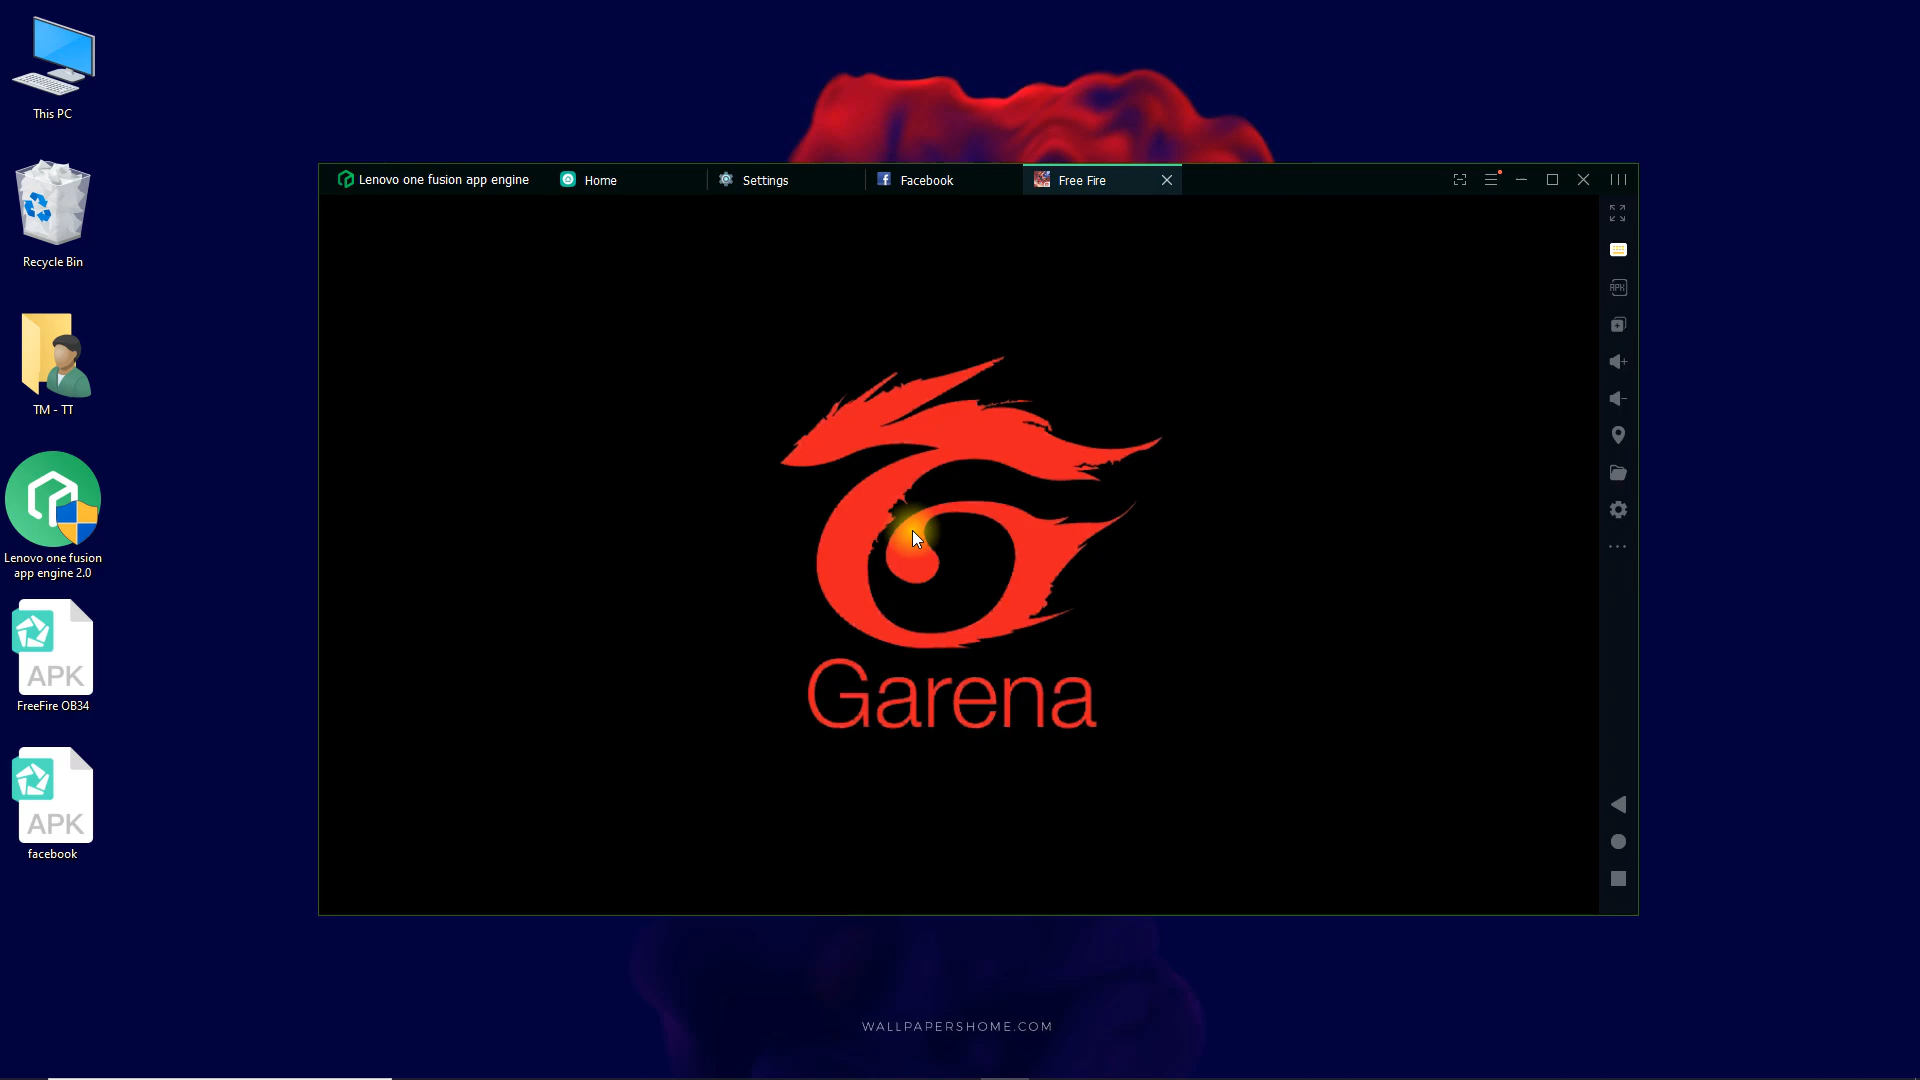 This PC
Recycle Bin
TM - TT
Lenovo one fusion
app engine 2.0
APK
FreeFire OB34
APK
facebook
Lenovo one fusion app engine
Home
Settings
Facebook
Free Fire
APK
Garena
WALLPAPERSHOME.COM